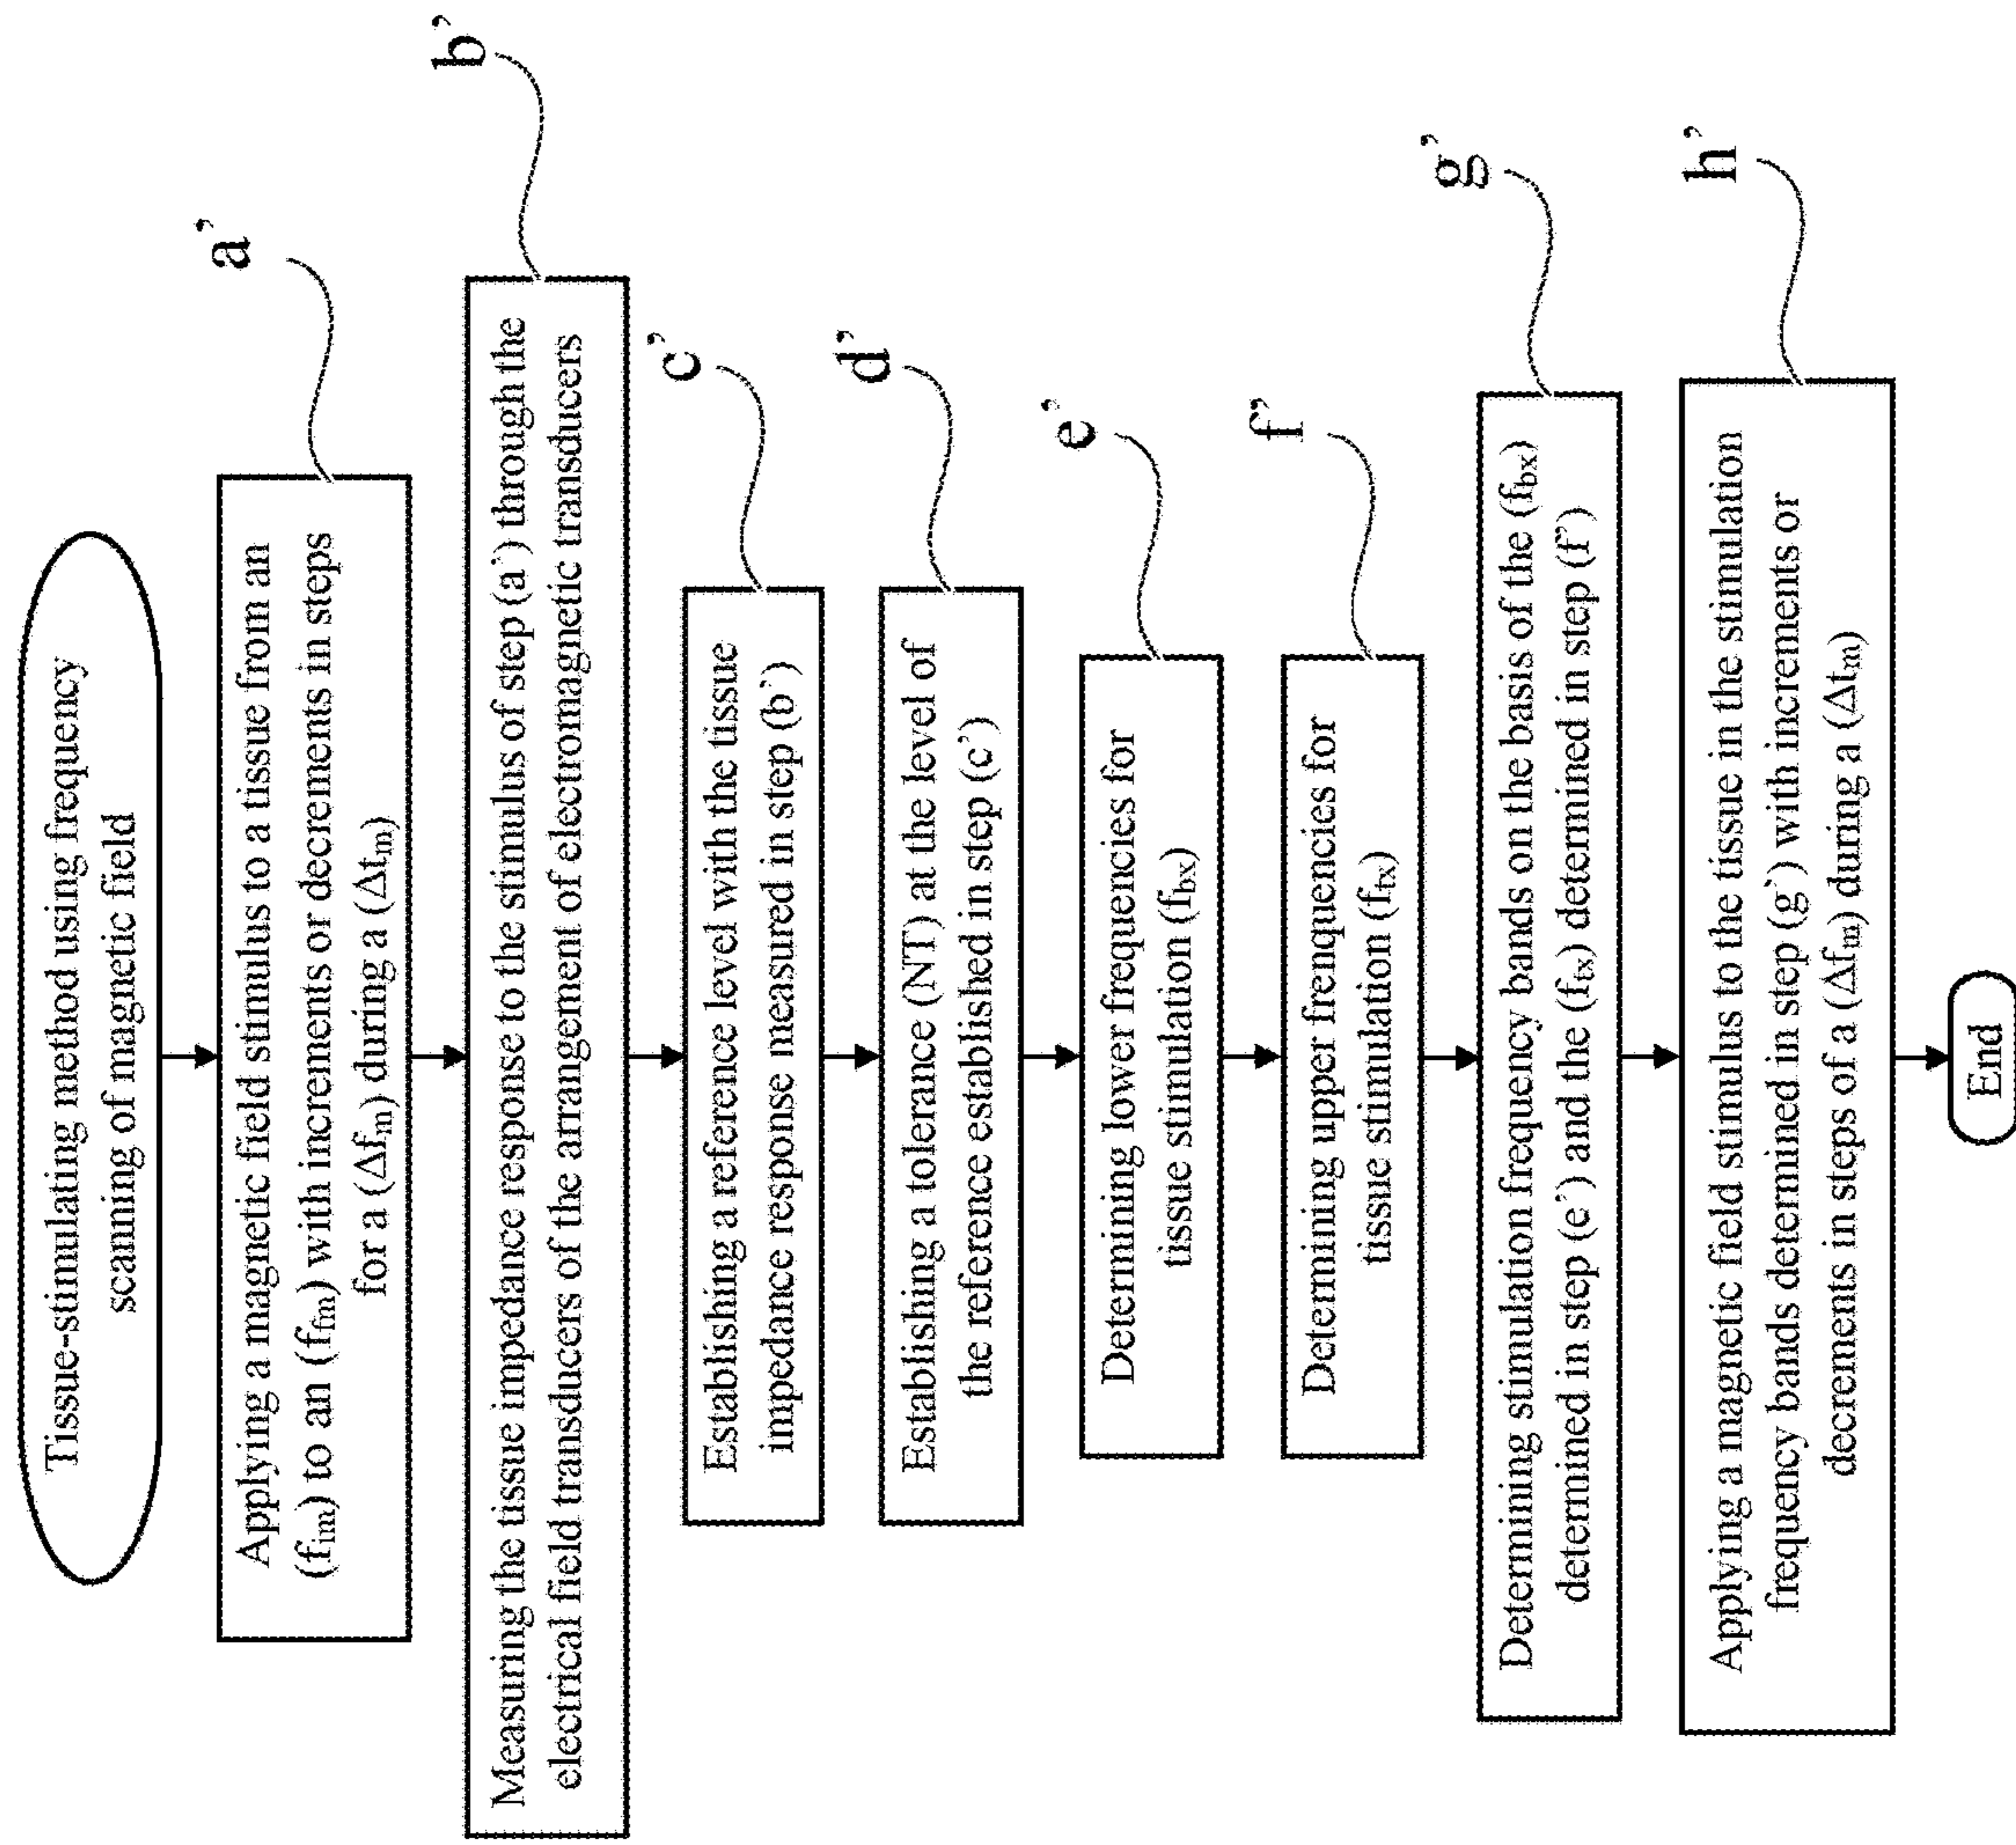 Tissue-stimulating method using frequency
scanning of magnetic field
a'
Applying a magnetic field stimulus to a tissue from an
(fim) to an (ffm) with increments or decrements in steps
for a (Δfm) during a (Δtm)
b'
Measuring the tissue impedance response to the stimulus of step (a') through the
electrical field transducers of the arrangement of electromagnetic transducers
c'
Establishing a reference level with the tissue
impedance response measured in step (b')
d'
Establishing a tolerance (NT) at the level of
the reference established in step (c')
e'
Determining lower frequencies for
tissue stimulation (fbx)
f'
Determining upper frenquencies for
tissue stimulation (ftx)
g'
Determining stimulation frequency bands on the basis of the (fbx)
determined in step (e') and the (ftx) determined in step (f')
h'
Applying a magnetic field stimulus to the tissue in the stimulation
frequency bands determined in step (g') with increments or
decrements in steps of a (Δfm) during a (Δtm)
End